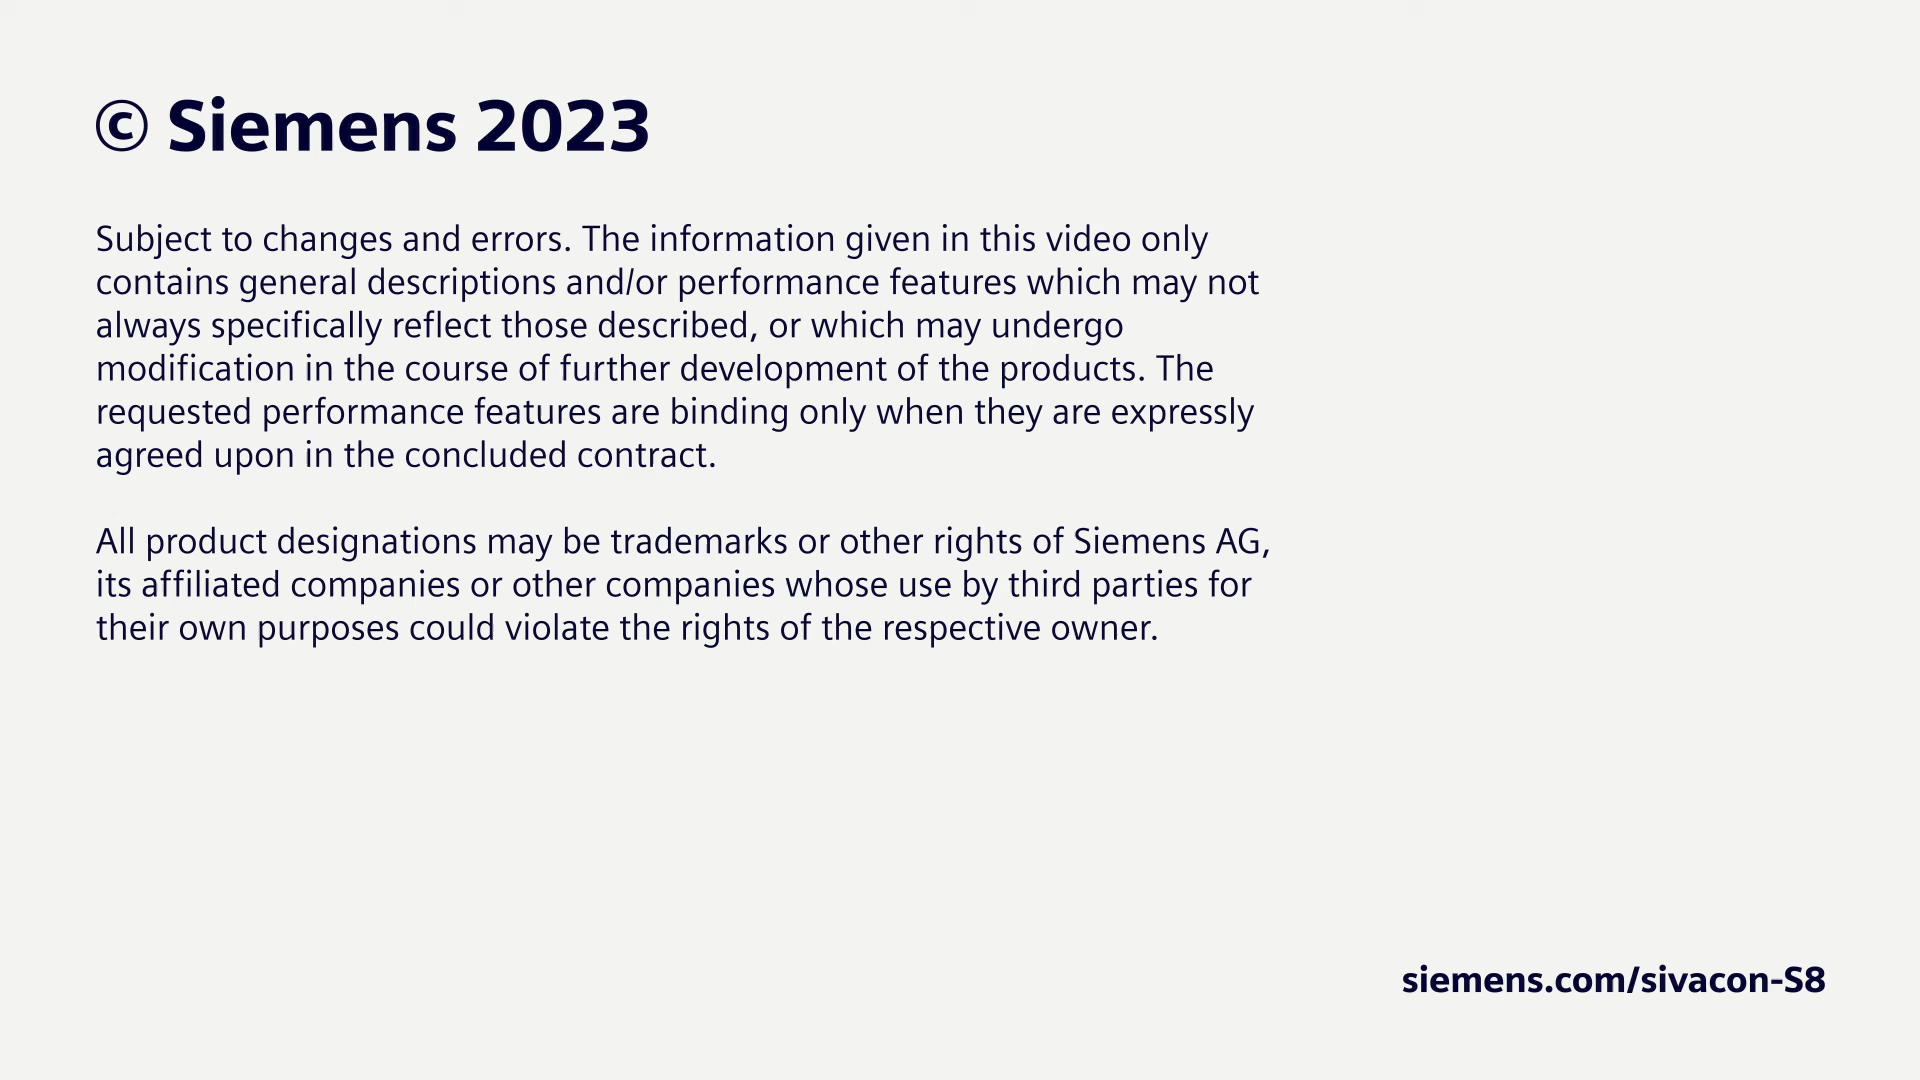 © Siemens 2023
Subject to changes and errors. The information given in this video only
contains general descriptions and/or performance features which may not
always specifically reflect those described, or which may undergo
modification in the course of further development of the products. The
requested performance features are binding only when they are expressly
agreed upon in the concluded contract.
All product designations may be trademarks or other rights of Siemens AG,
its affiliated companies or other companies whose use by third parties for
their own purposes could violate the rights of the respective owner.
siemens.com/sivacon-S8